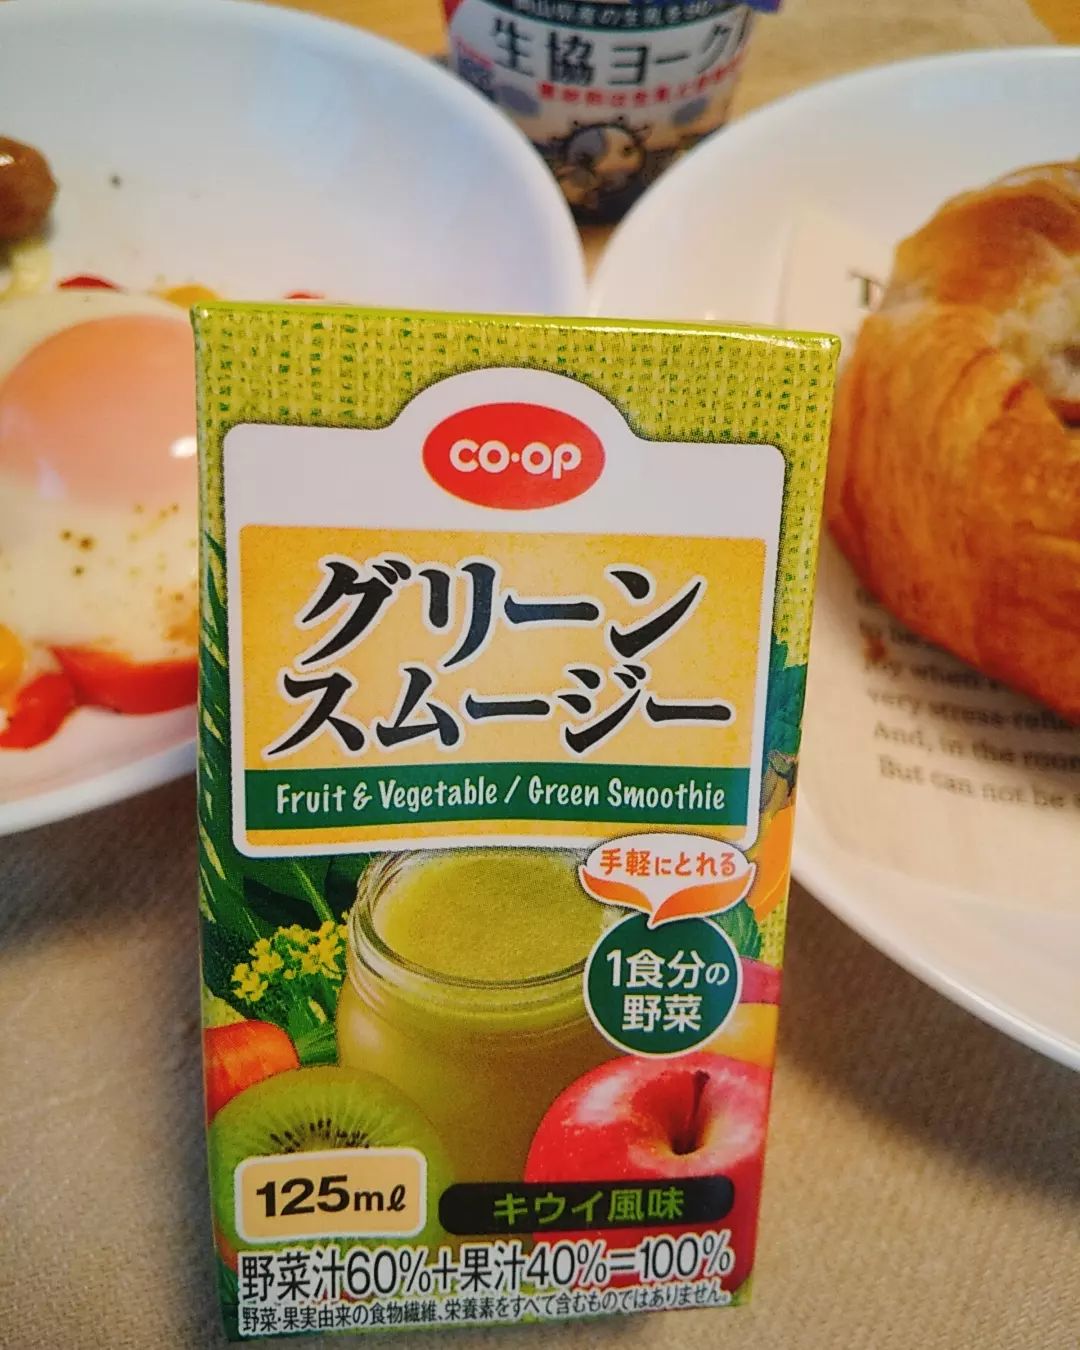 生協ヨーグ
CO·OP
グリーン
スムージー
Fruit & Vegetable / Green Smoothie
手軽にとれる
1食分の
野菜
125mℓ
キウイ風味
野菜汁60%+果汁40%=100%
野菜・果実由来の食物繊維、栄養素をすべて含むものではありません。
joy when
very stress
And, in the room
But can not be